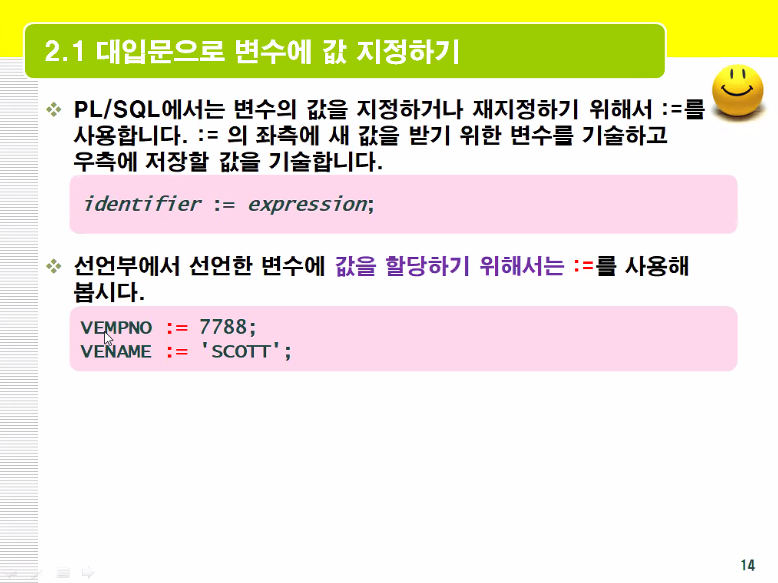 2.1 대입문으로 변수에 값 지정하기
❖ PL/SQL에서는 변수의 값을 지정하거나 재지정하기 위해서 :=를
사용합니다. := 의 좌측에 새 값을 받기 위한 변수를 기술하고
우측에 저장할 값을 기술합니다.
identifier := expression;
❖ 선언부에서 선언한 변수에 값을 할당하기 위해서는 :=를 사용해
봅시다.
VEMPNO := 7788;
VENAME := 'SCOTT';
14